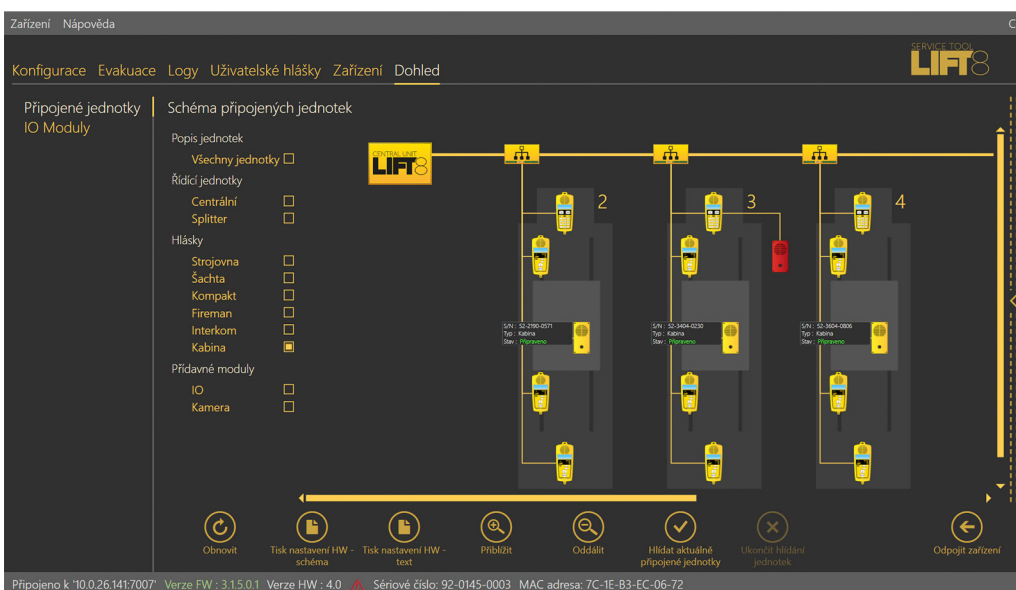 Zařízení Nápověda
SERVICE TOOL
LIFT8
Konfigurace Evakuace Logy Uživatelské hlášky Zařízení Dohled
Připojené jednotky
IO Moduly
Schéma připojených jednotek
Popis jednotek
Všechny jednotky
Řídící jednotky
Centrální
Splitter
Hlásky
Strojovna
Šachta
Kompakt
Fireman
Interkom
Kabina
Přídavné moduly
IO
Kamera
CENTRAL UNIT
LIFT8
2
3
4
S/N : 52-2190-0571
Typ : Kabina
Stav : Připraveno
S/N : 52-3404-0230
Typ : Kabina
Stav : Připraveno
S/N : 52-3604-0806
Typ : Kabina
Stav : Připraveno
Obnovit
Tisk nastavení HW -
schéma
Tisk nastavení HW -
text
Přiblížit
Oddálit
Hlídat aktuálně
připojené jednotky
Ukončit hlídání
jednotek
Odpojit zařízení
Připojeno k '10.0.26.141:7007' Verze FW : 3.1.5.0.1 Verze HW : 4.0 Sériové číslo: 92-0145-0003 MAC adresa: 7C-1E-B3-EC-06-72